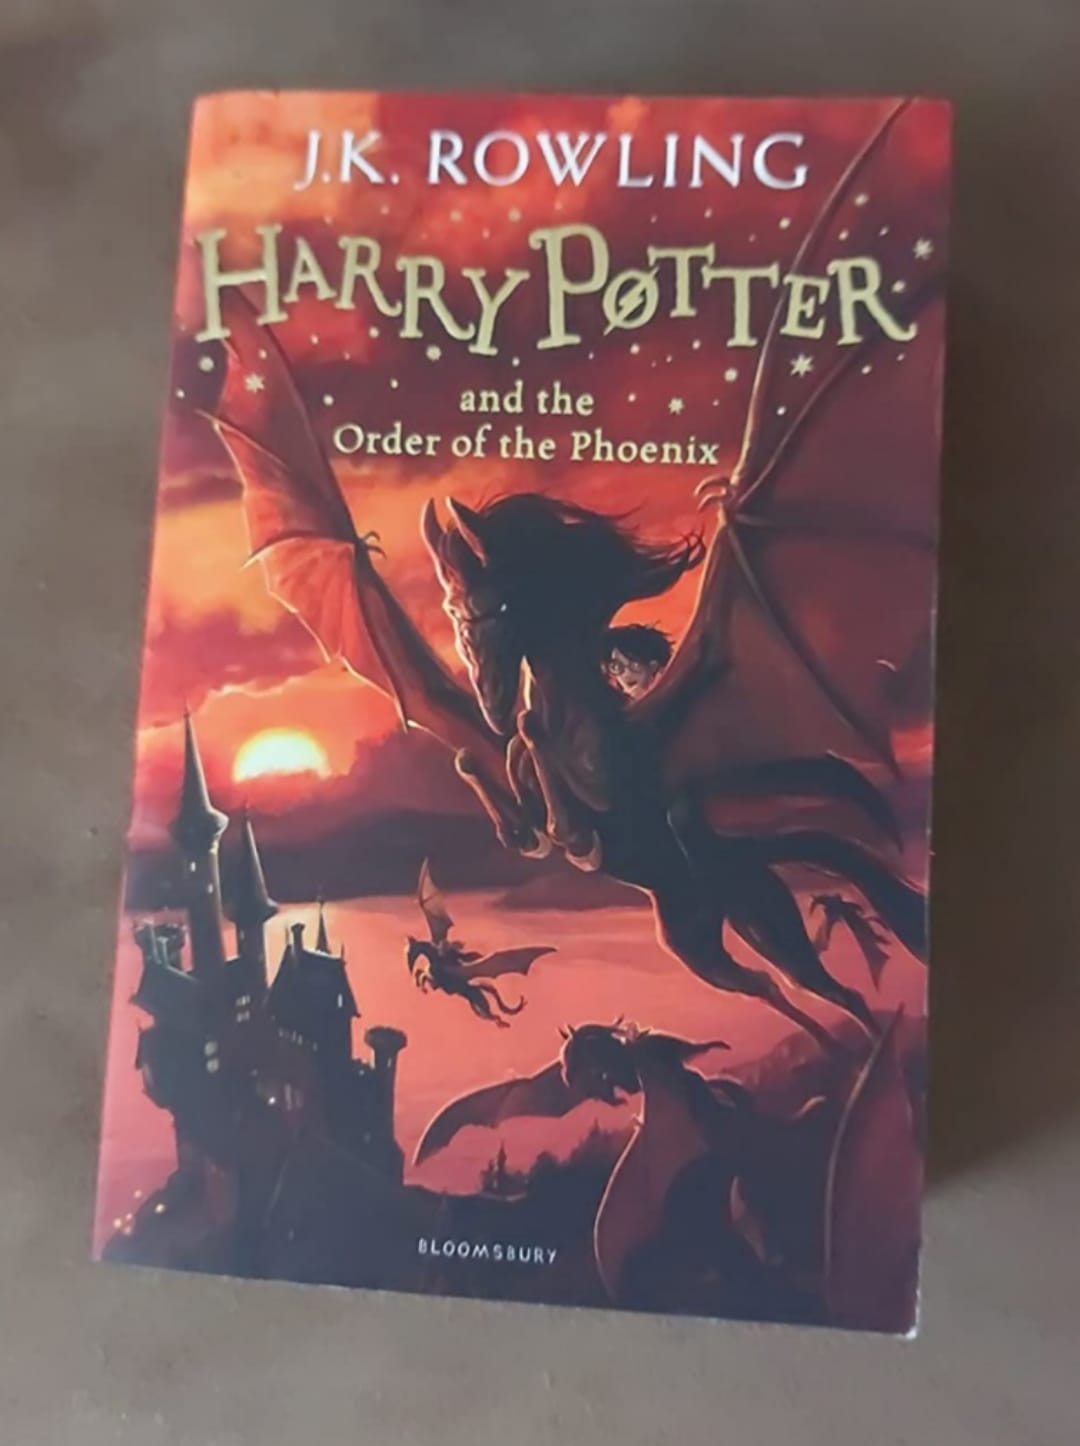 J.K. ROWLING
HARRY POTTER
and the
Order of the Phoenix
BLOOMSBURY